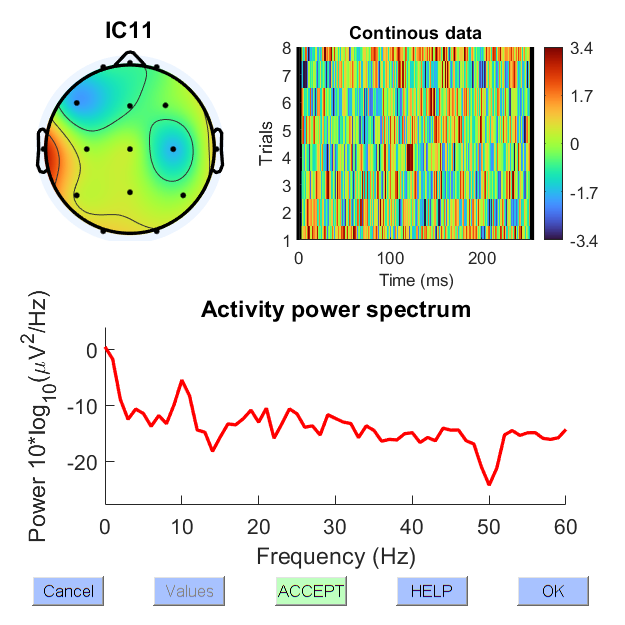 IC11
Continous data
Trials
8
7
6
5
4
3
2
1
0
100
200
Time (ms)
3.4
1.7
0
-1.7
-3.4
Activity power spectrum
Power 10*log10(μV2/Hz)
0
-10
-20
0 10 20 30 40 50 60
Frequency (Hz)
Cancel Values ACCEPT HELP OK